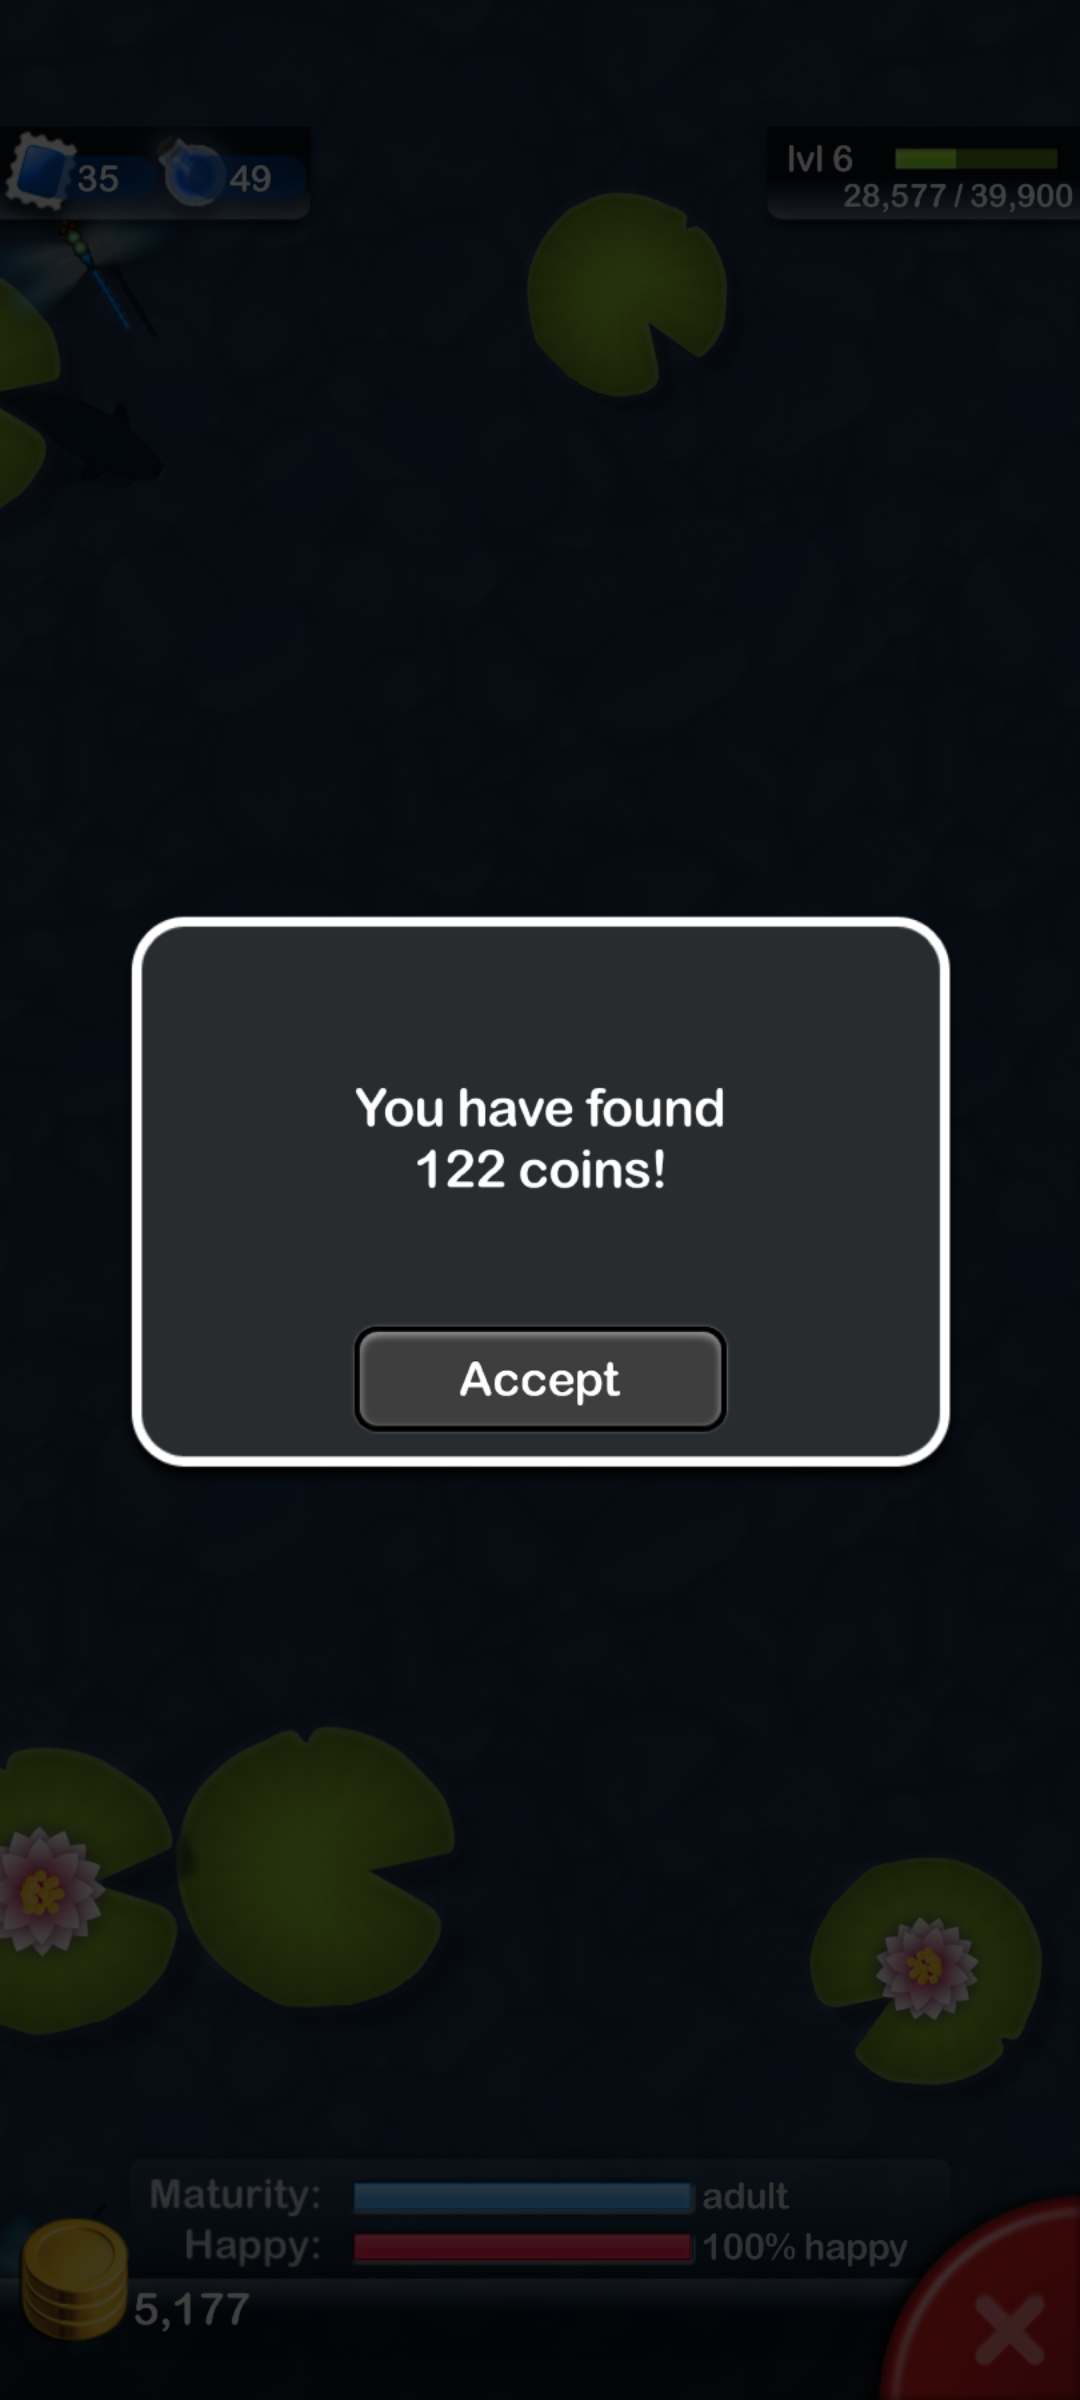 35 49
lvl 6
28,577 / 39,900
You have found
122 coins!
Accept
Maturity: adult
Happy: 100% happy
5,177